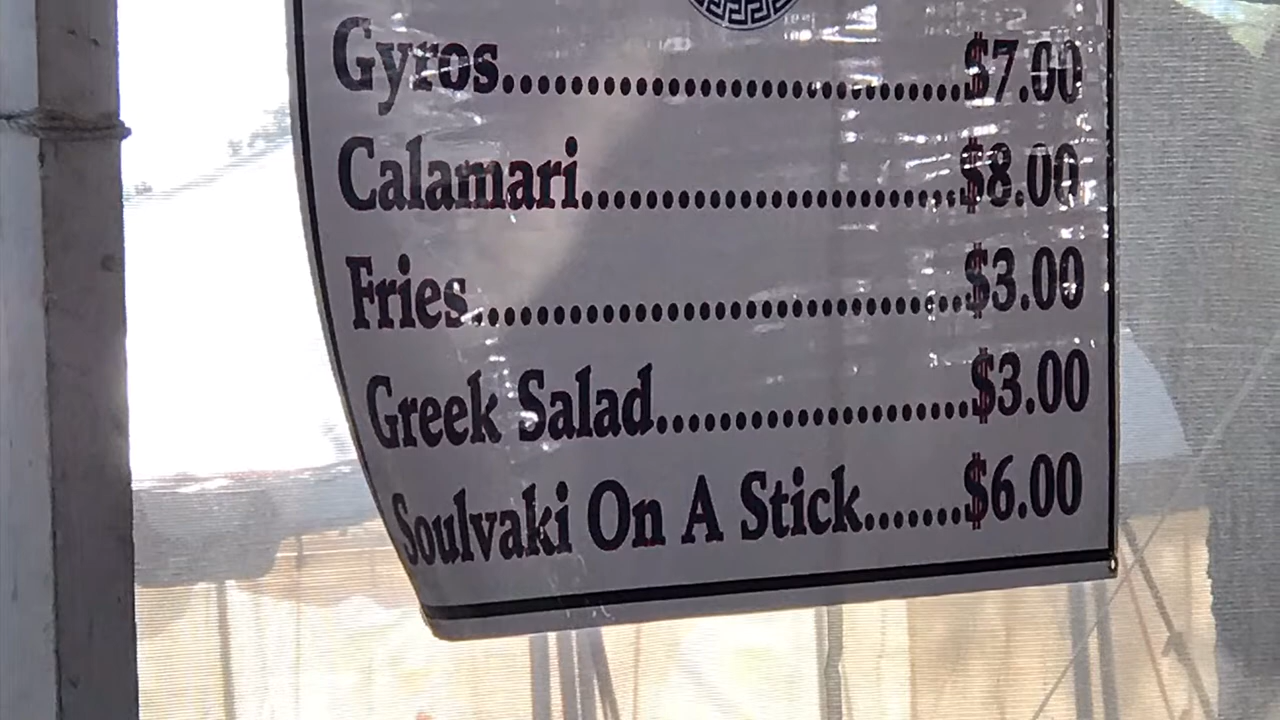 Gyros..............................$7.00
Calamari........................$8.00
Fries...............................$3.00
Greek Salad....................$3.00
Soulvaki On A Stick.......$6.00